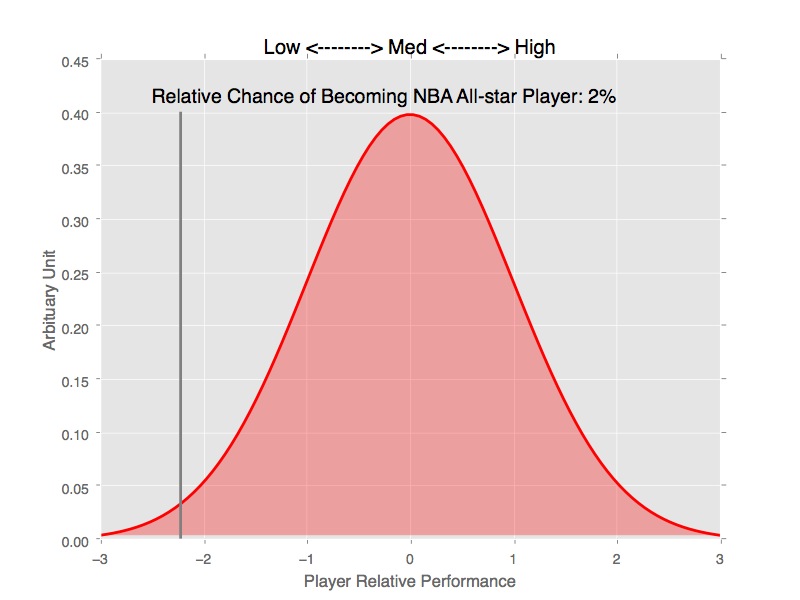 Low <--------> Med <--------> High
Relative Chance of Becoming NBA All-star Player: 2%
0.45
0.40
0.35
0.30
0.25
0.20
0.15
0.10
0.05
0.00
Arbituary Unit
−3 −2 −1 0 1 2 3
Player Relative Performance